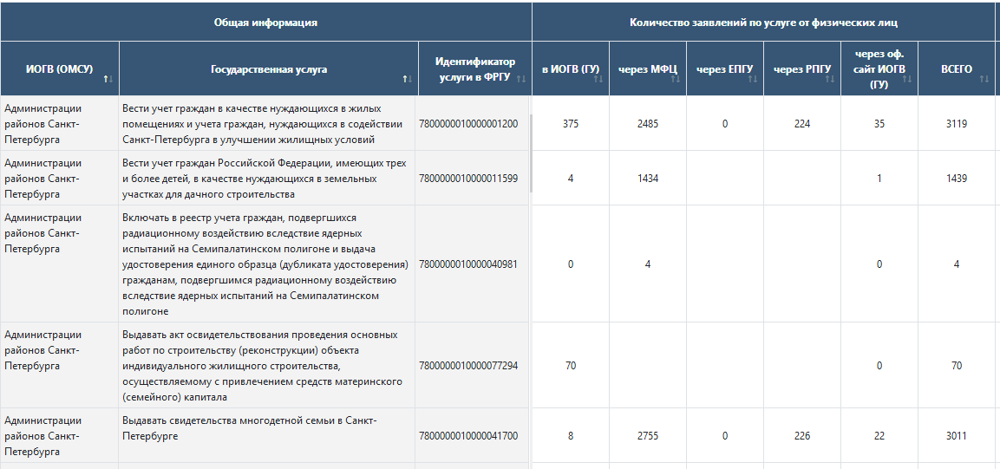 Общая информация
Количество заявлений по услуге от физических лиц
ИОГВ (ОМСУ)
Государственная услуга
Идентификатор
услуги в ФРГУ
в ИОГВ (ГУ)
через МФЦ
через ЕПГУ
через РПГУ
через оф.
сайт ИОГВ
(ГУ)
ВСЕГО
Администрации
районов Санкт-
Петербурга
Вести учет граждан в качестве нуждающихся в жилых
помещениях и учета граждан, нуждающихся в содействии
Санкт-Петербурга в улучшении жилищных условий
7800000010000001200
375
2485
0
224
35
3119
Администрации
районов Санкт-
Петербурга
Вести учет граждан Российской Федерации, имеющих трех
и более детей, в качестве нуждающихся в земельных
участках для дачного строительства
7800000010000011599
4
1434
1
1439
Администрации
районов Санкт-
Петербурга
Включать в реестр учета граждан, подвергшихся
радиационному воздействию вследствие ядерных
испытаний на Семипалатинском полигоне и выдача
удостоверения единого образца (дубликата удостоверения)
гражданам, подвергшимся радиационному воздействию
вследствие ядерных испытаний на Семипалатинском
полигоне
7800000010000040981
0
4
0
4
Администрации
районов Санкт-
Петербурга
Выдавать акт освидетельствования проведения основных
работ по строительству (реконструкции) объекта
индивидуального жилищного строительства,
осуществляемому с привлечением средств материнского
(семейного) капитала
7800000010000077294
70
0
70
Администрации
районов Санкт-
Петербурга
Выдавать свидетельства многодетной семьи в Санкт-
Петербурге
7800000010000041700
8
2755
0
226
22
3011